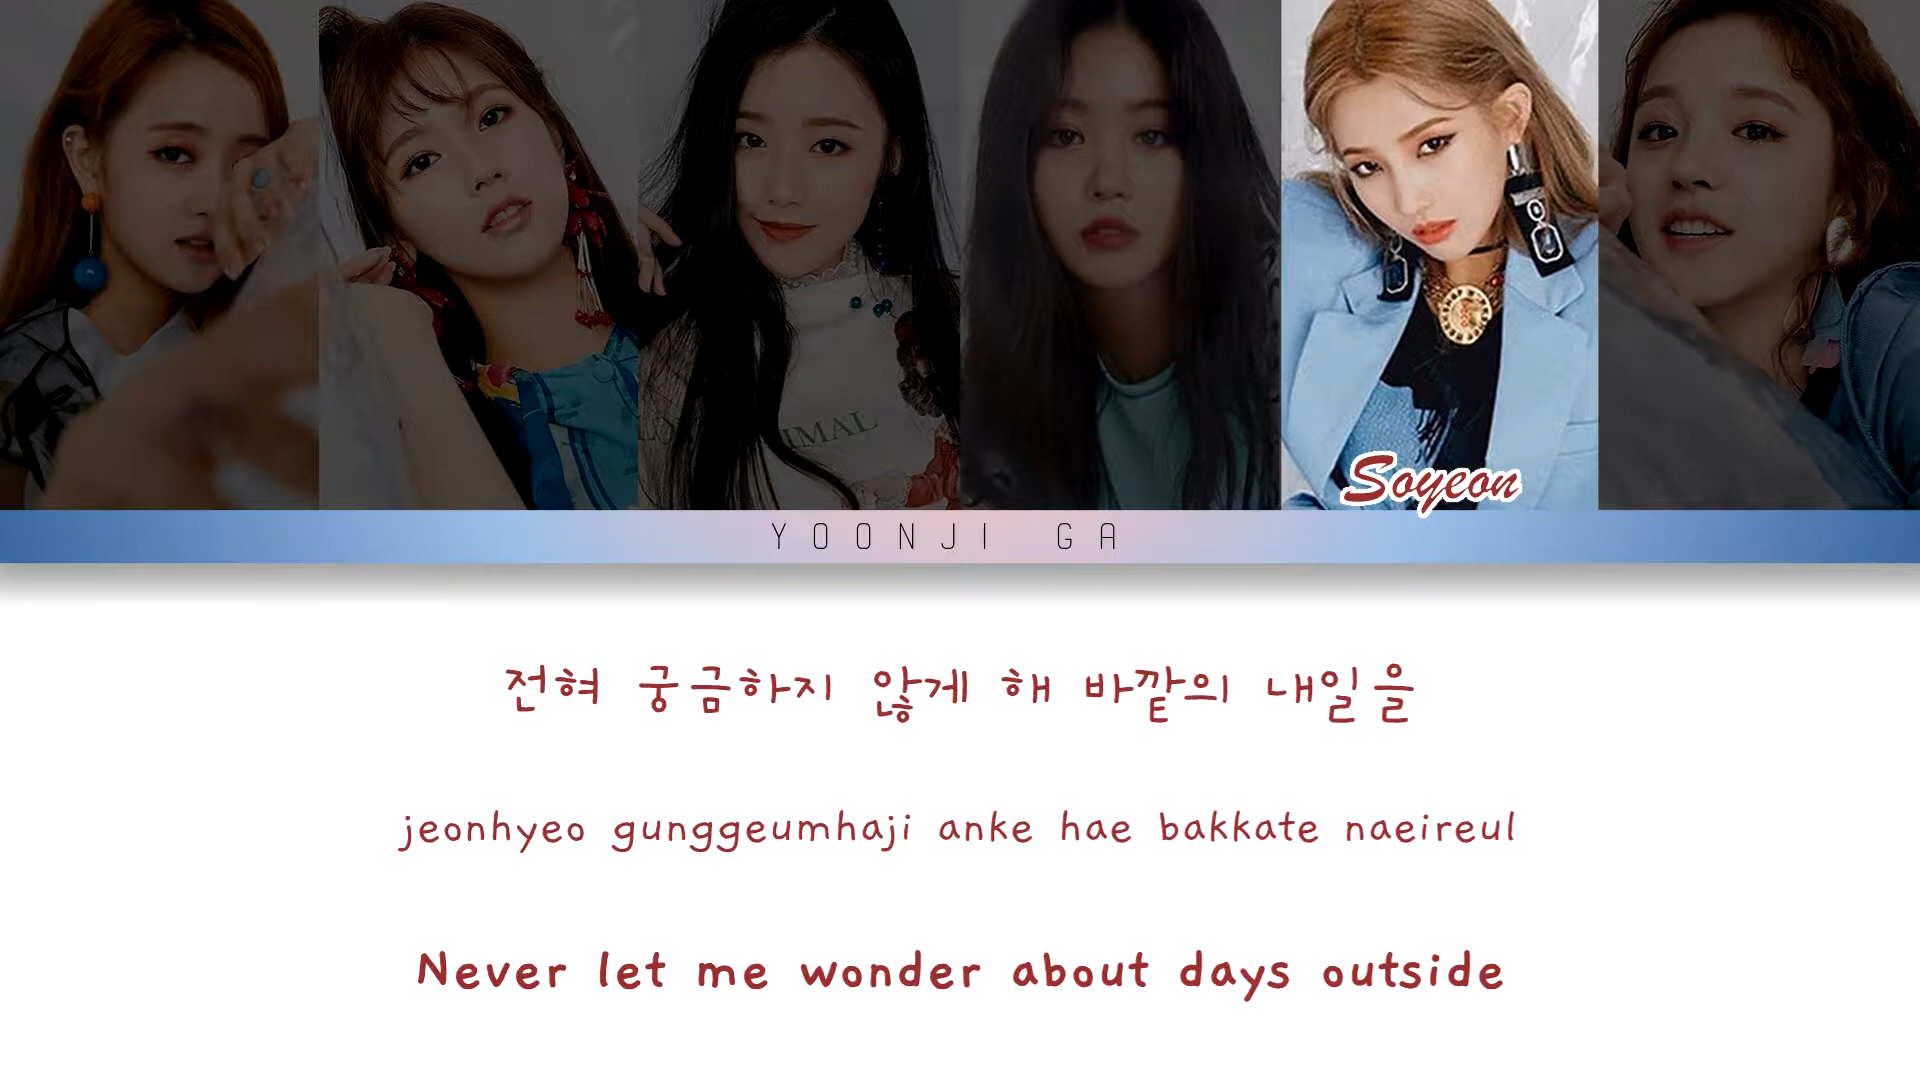 IMAL
Soyeon
YOONJI GA
전혀 궁금하지 않게 해 바깥의 내일을
jeonhyeo gunggeumhaji anke hae bakkate naeireul
Never let me wonder about days outside